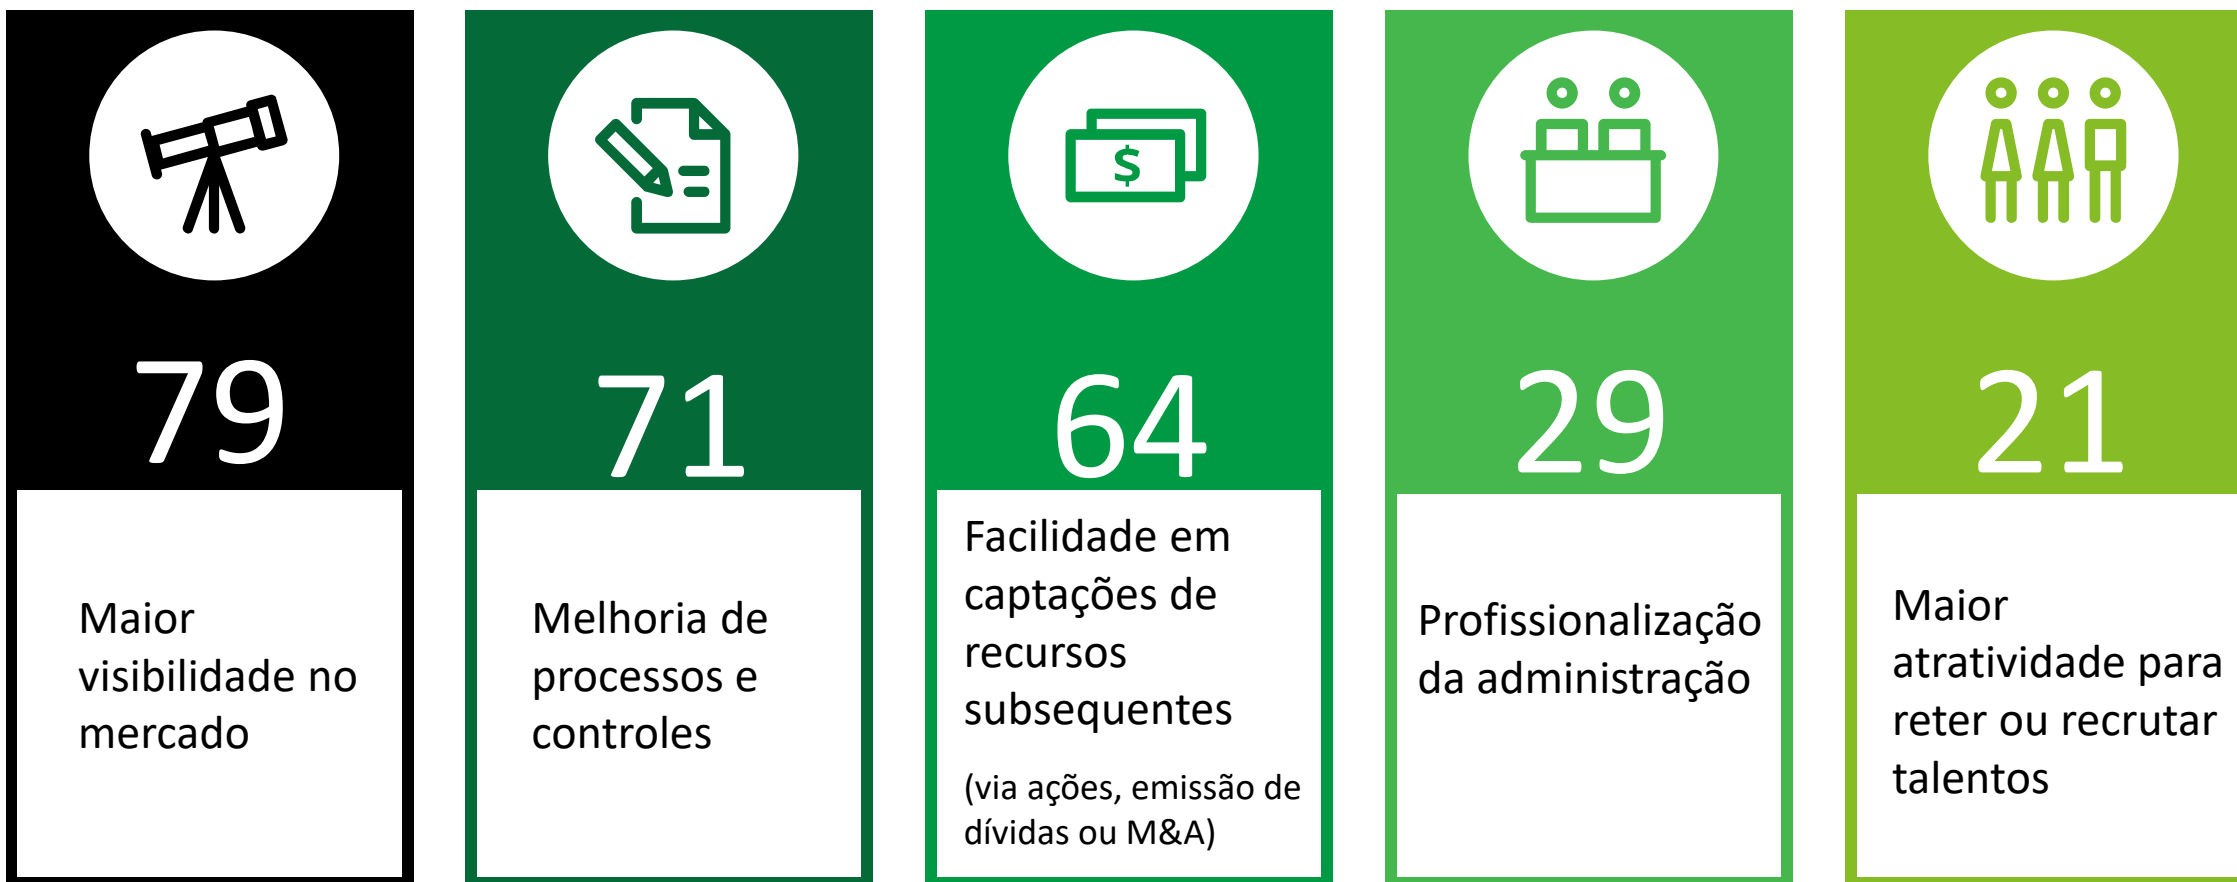 79
Maior
visibilidade no
mercado
71
Melhoria de
processos e
controles
$
64
Facilidade em
captações de
recursos
subsequentes
(via ações, emissão de
dívidas ou M&A)
29
Profissionalização
da administração
21
Maior
atratividade para
reter ou recrutar
talentos